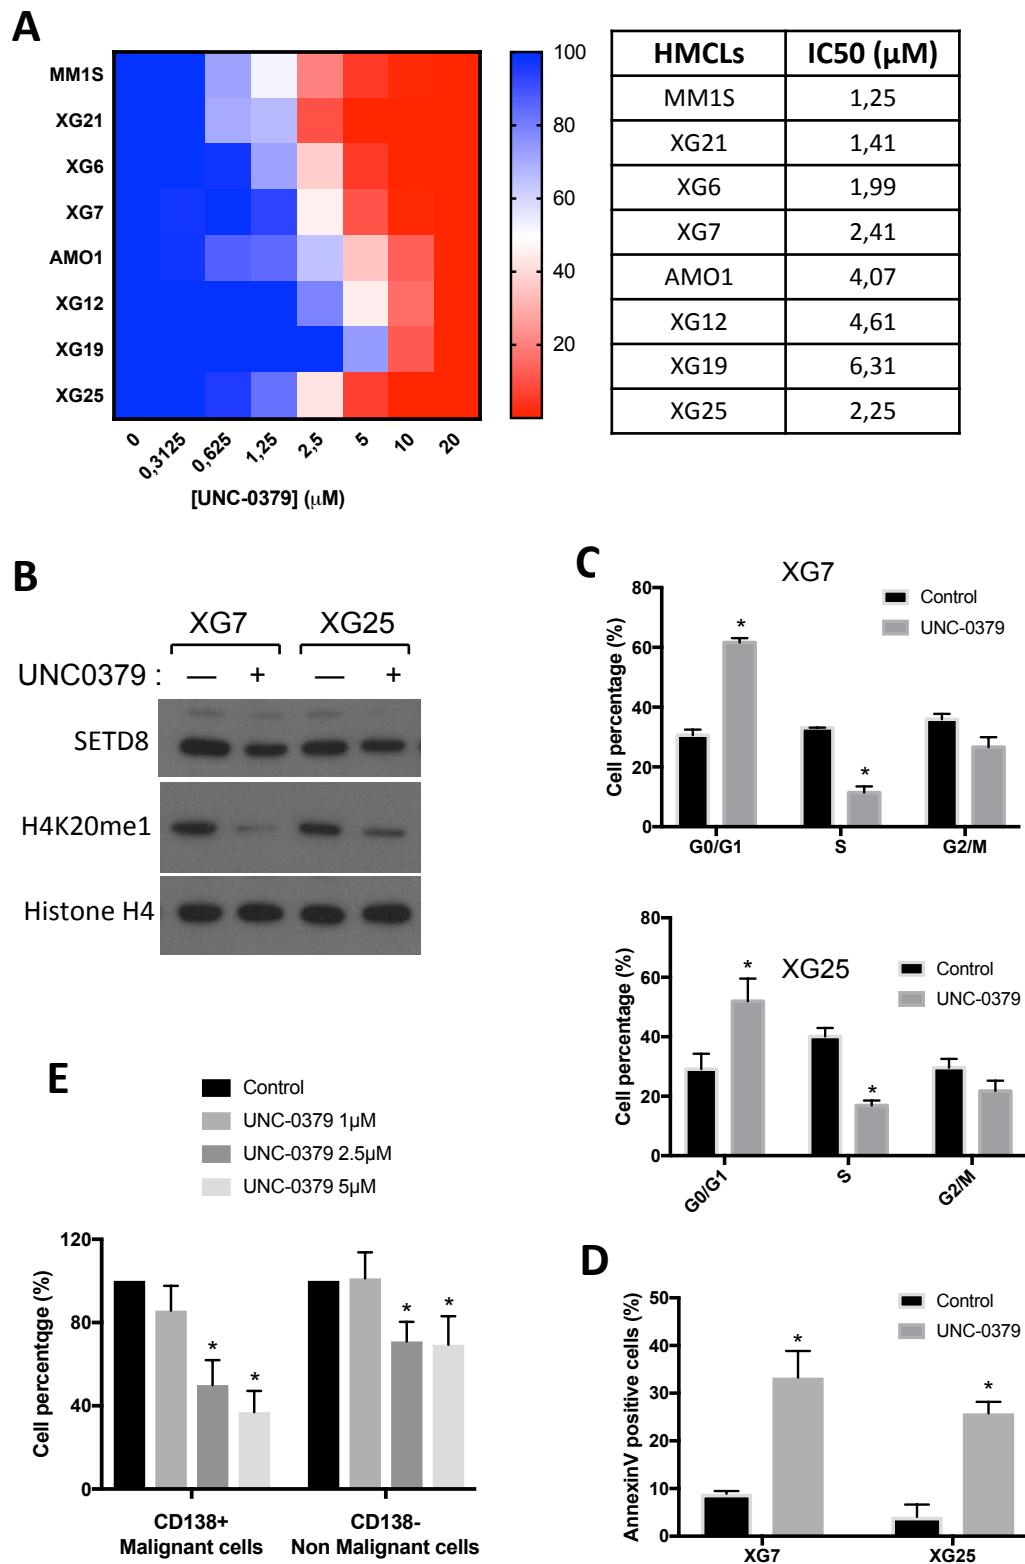 A
MM1S
XG21
XG6
XG7
AMO1
XG12
XG19
XG25
0
0,3125
0,625
1,25
2,5
5
10
20
[UNC-0379] (µM)
100
80
60
40
20
HMCLs IC50 (µM)
MM1S 1,25
XG21 1,41
XG6 1,99
XG7 2,41
AMO1 4,07
XG12 4,61
XG19 6,31
XG25 2,25
B
XG7 XG25
UNC0379 : — + — +
SETD8
H4K20me1
Histone H4
C
XG7
Control
UNC-0379
Cell percentage (%)
80
60
40
20
0
* *
G0/G1 S G2/M
XG25
Control
UNC-0379
Cell percentage (%)
80
60
40
20
0
* *
G0/G1 S G2/M
E
Control
UNC-0379 1µM
UNC-0379 2.5µM
UNC-0379 5µM
Cell percentqge (%)
120
80
40
0
* * * *
CD138+
Malignant cells
CD138-
Non Malignant cells
D
Control
UNC-0379
AnnexinV positive cells (%)
50
40
30
20
10
0
* *
XG7 XG25